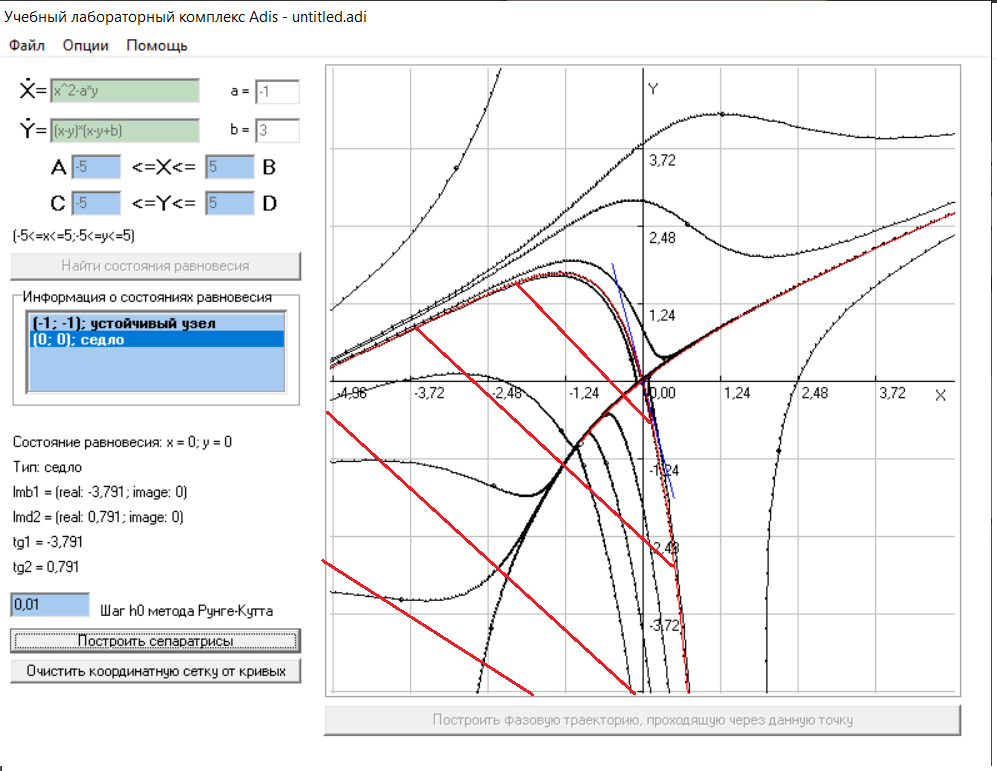 Учебный лабораторный комплекс Adis - untitled.adi
Файл Опции Помощь
Ẋ= x^2-a*y a = -1
Ẏ= (x-y)*(x-y+b) b = 3
A -5 <=X<= 5 B
C -5 <=Y<= 5 D
(-5<=x<=5;-5<=y<=5)
Найти состояния равновесия
Информация о состояниях равновесия
(-1; -1); устойчивый узел
(0; 0); седло
Состояние равновесия: x = 0; y = 0
Тип: седло
lmb1 = (real: -3,791; image: 0)
lmd2 = (real: 0,791; image: 0)
tg1 = -3,791
tg2 = 0,791
0,01 Шаг h0 метода Рунге-Кутта
Построить сепаратрисы
Очистить координатную сетку от кривых
Y
3,72
2,48
1,24
-4,96 -3,72 -2,48 -1,24 0,00 1,24 2,48 3,72 X
-1,24
-2,48
-3,72
Построить фазовую траекторию, проходящую через данную точку